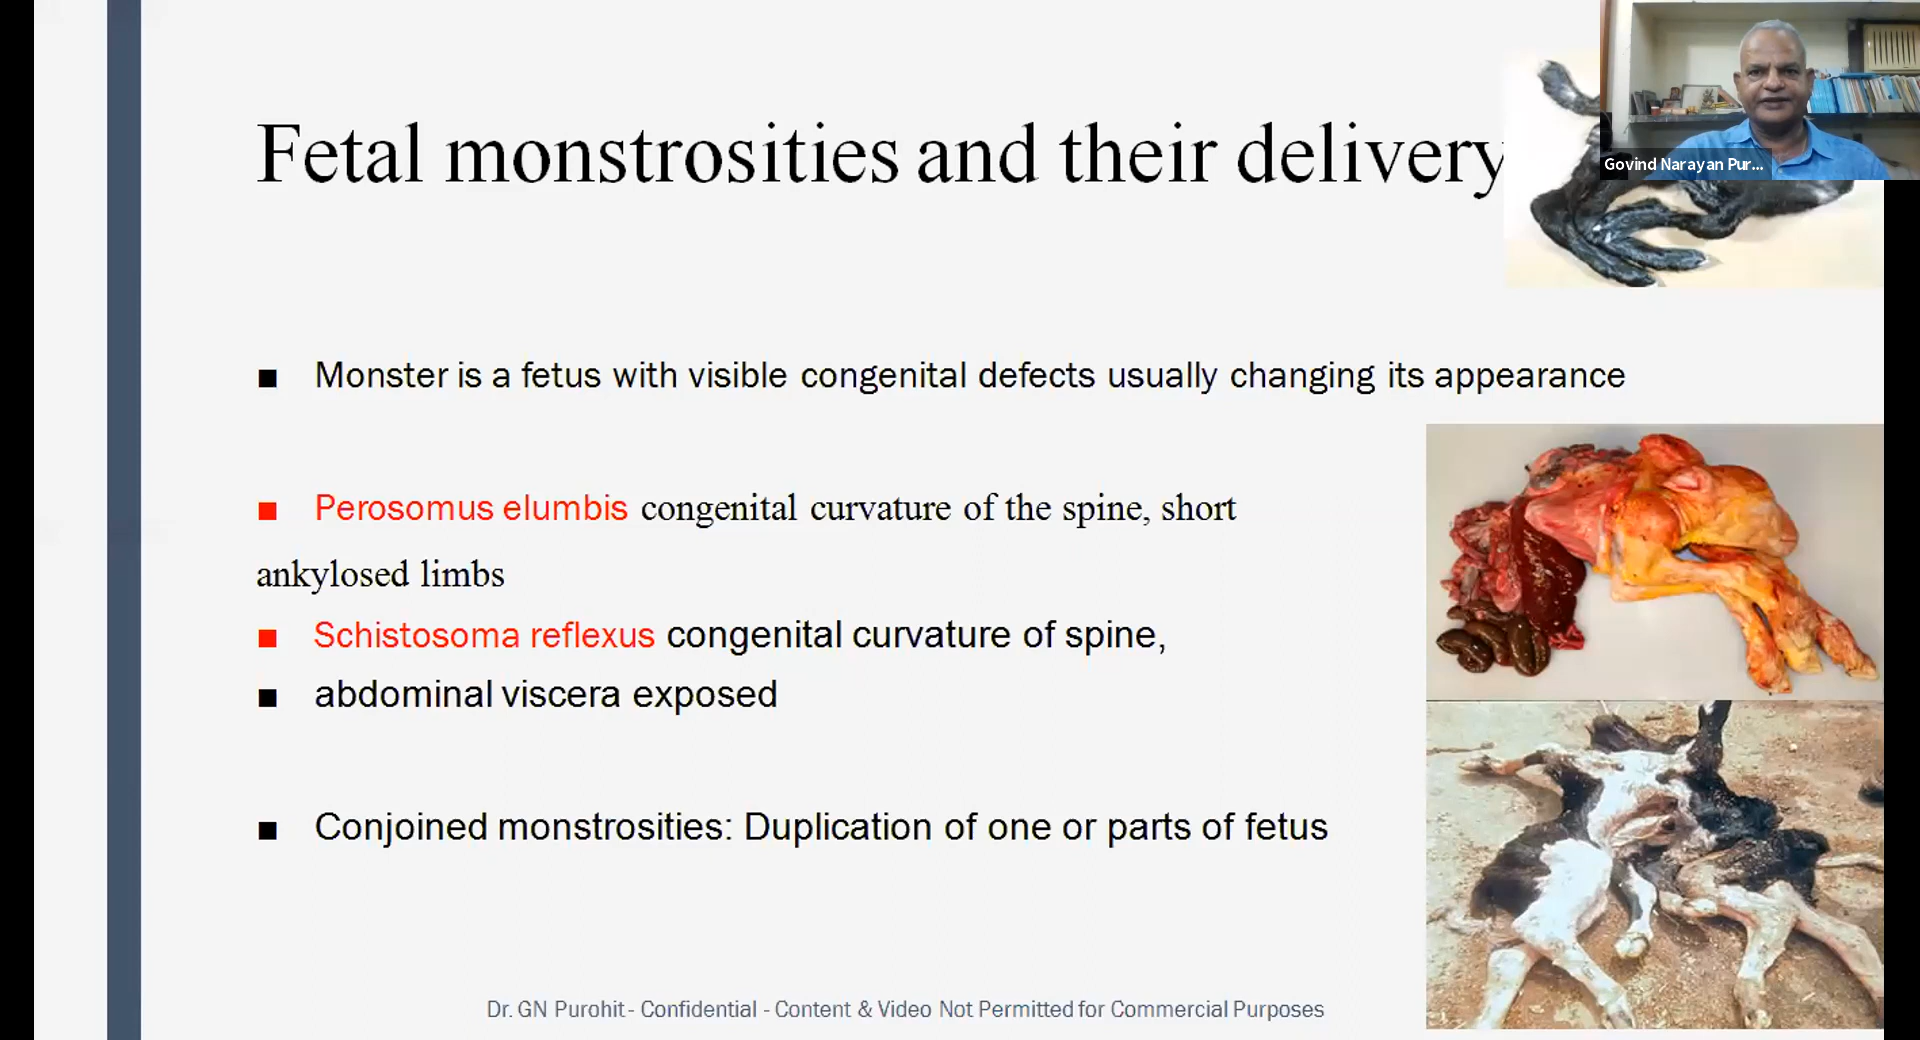 Fetal monstrosities and their delivery
Govind Narayan Pur...
■ Monster is a fetus with visible congenital defects usually changing its appearance
■ Perosomus elumbis congenital curvature of the spine, short
ankylosed limbs
■ Schistosoma reflexus congenital curvature of spine,
■ abdominal viscera exposed
■ Conjoined monstrosities: Duplication of one or parts of fetus
Dr. GN Purohit - Confidential - Content & Video Not Permitted for Commercial Purposes